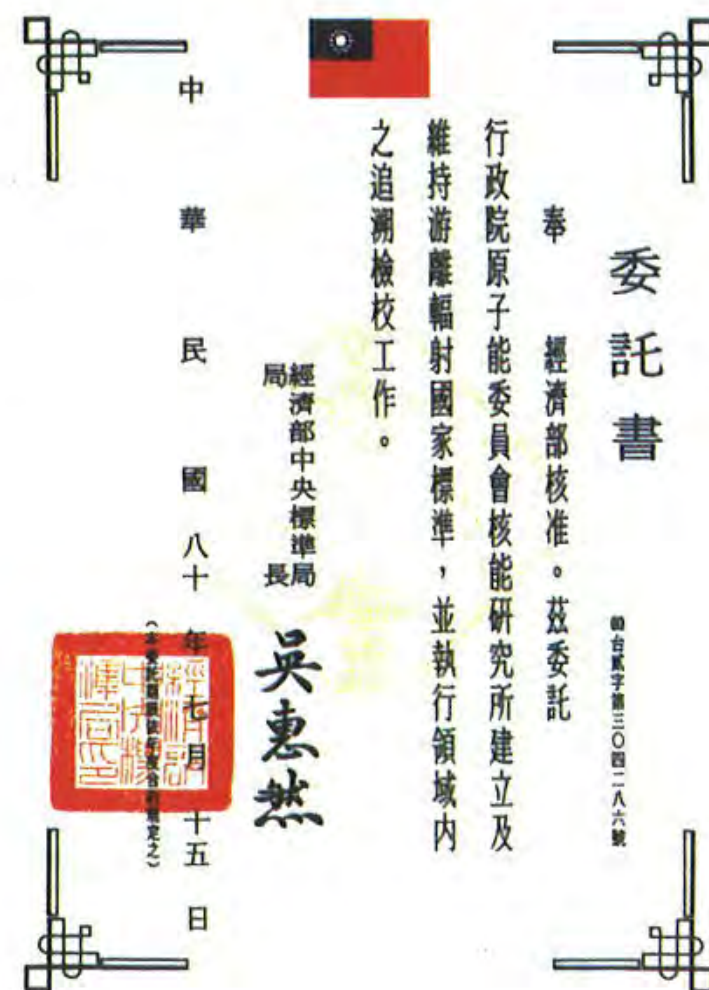 委託書
台貳字第三〇四二八六號
奉 經濟部核准。茲委託
行政院原子能委員會核能研究所建立及
維持游離輻射國家標準，並執行領域內
之追溯檢校工作。
經濟部中央標準局
局長
吳惠然
中華民國八十年七月十五日